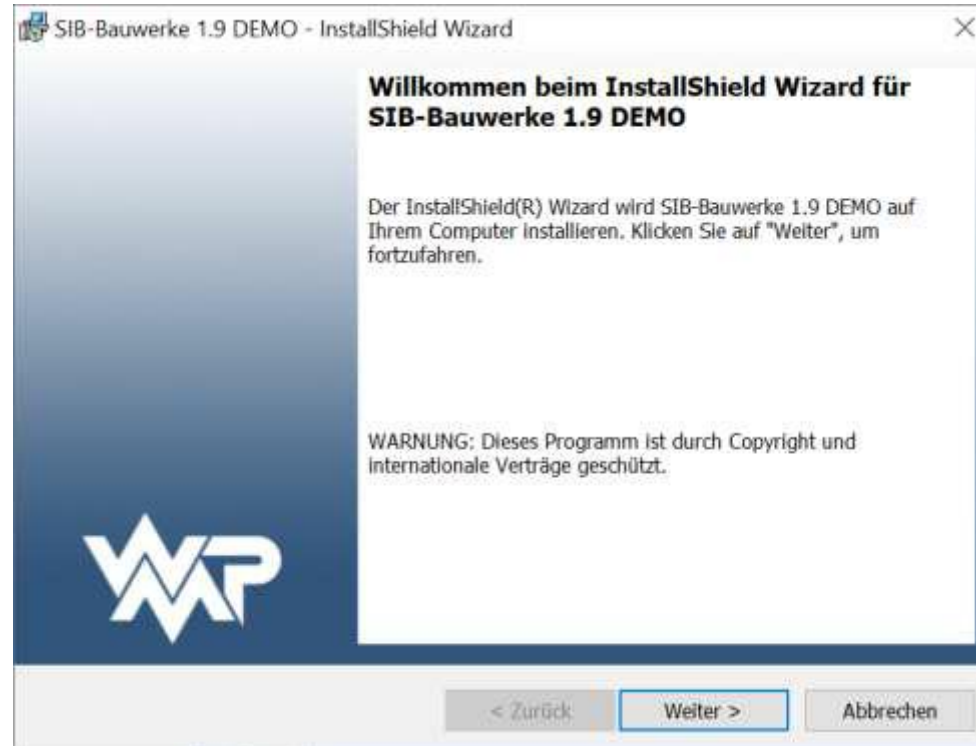 SIB-Bauwerke 1.9 DEMO - InstallShield Wizard
Willkommen beim InstallShield Wizard für
SIB-Bauwerke 1.9 DEMO
Der InstallShield(R) Wizard wird SIB-Bauwerke 1.9 DEMO auf
Ihrem Computer installieren. Klicken Sie auf "Weiter", um
fortzufahren.
WARNUNG: Dieses Programm ist durch Copyright und
internationale Verträge geschützt.
WMP
< Zurück
Weiter >
Abbrechen